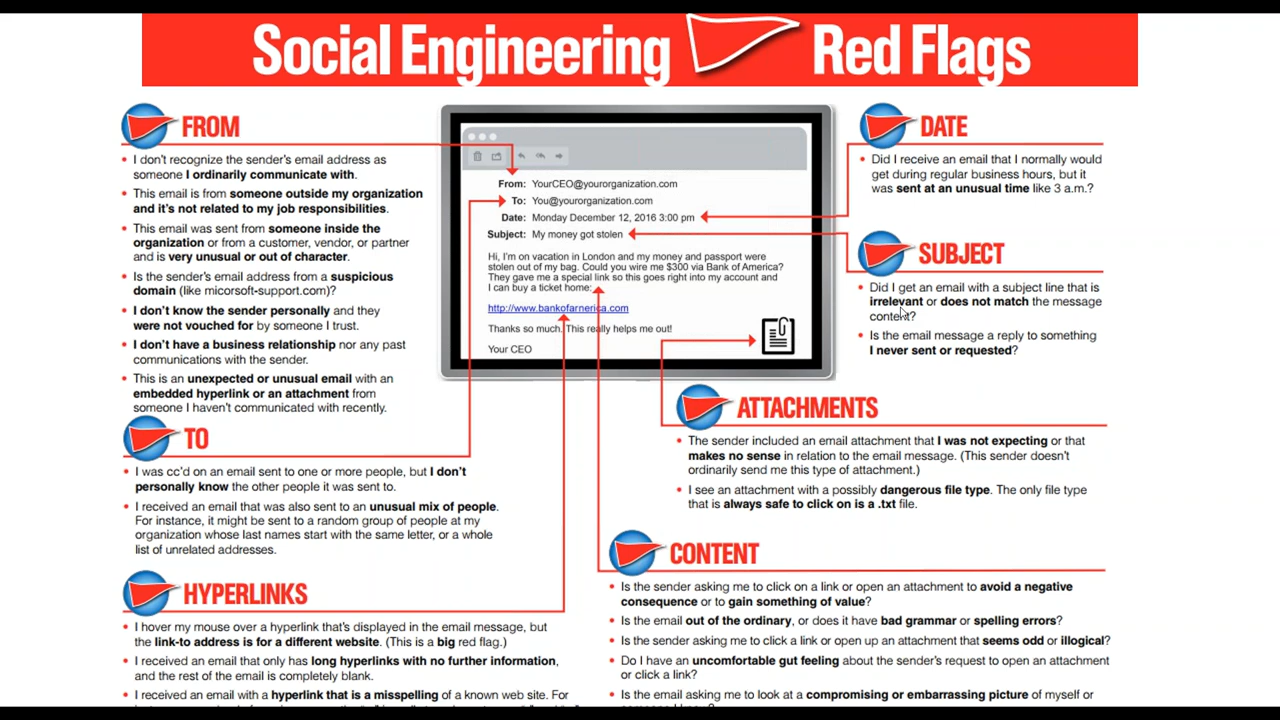 Social Engineering Red Flags
FROM
• I don't recognize the sender's email address as
someone I ordinarily communicate with.
• This email is from someone outside my organization
and it's not related to my job responsibilities.
• This email was sent from someone inside the
organization or from a customer, vendor, or partner
and is very unusual or out of character.
• Is the sender's email address from a suspicious
domain (like micorsoft-support.com)?
• I don't know the sender personally and they
were not vouched for by someone I trust.
• I don't have a business relationship nor any past
communications with the sender.
• This is an unexpected or unusual email with an
embedded hyperlink or an attachment from
someone I haven't communicated with recently.
TO
• I was cc'd on an email sent to one or more people, but I don't
personally know the other people it was sent to.
• I received an email that was also sent to an unusual mix of people.
For instance, it might be sent to a random group of people at my
organization whose last names start with the same letter, or a whole
list of unrelated addresses.
HYPERLINKS
• I hover my mouse over a hyperlink that's displayed in the email message, but
the link-to address is for a different website. (This is a big red flag.)
• I received an email that only has long hyperlinks with no further information,
and the rest of the email is completely blank.
• I received an email with a hyperlink that is a misspelling of a known web site. For
From: YourCEO@yourorganization.com
To: You@yourorganization.com
Date: Monday December 12, 2016 3:00 pm
Subject: My money got stolen
Hi, I'm on vacation in London and my money and passport were
stolen out of my bag. Could you wire me $300 via Bank of America?
They gave me a special link so this goes right into my account and
I can buy a ticket home:
http://www.bankofarnerica.com
Thanks so much. This really helps me out!
Your CEO
DATE
• Did I receive an email that I normally would
get during regular business hours, but it
was sent at an unusual time like 3 a.m.?
SUBJECT
• Did I get an email with a subject line that is
irrelevant or does not match the message
content?
• Is the email message a reply to something
I never sent or requested?
ATTACHMENTS
• The sender included an email attachment that I was not expecting or that
makes no sense in relation to the email message. (This sender doesn't
ordinarily send me this type of attachment.)
• I see an attachment with a possibly dangerous file type. The only file type
that is always safe to click on is a .txt file.
CONTENT
• Is the sender asking me to click on a link or open an attachment to avoid a negative
consequence or to gain something of value?
• Is the email out of the ordinary, or does it have bad grammar or spelling errors?
• Is the sender asking me to click a link or open up an attachment that seems odd or illogical?
• Do I have an uncomfortable gut feeling about the sender's request to open an attachment
or click a link?
• Is the email asking me to look at a compromising or embarrassing picture of myself or